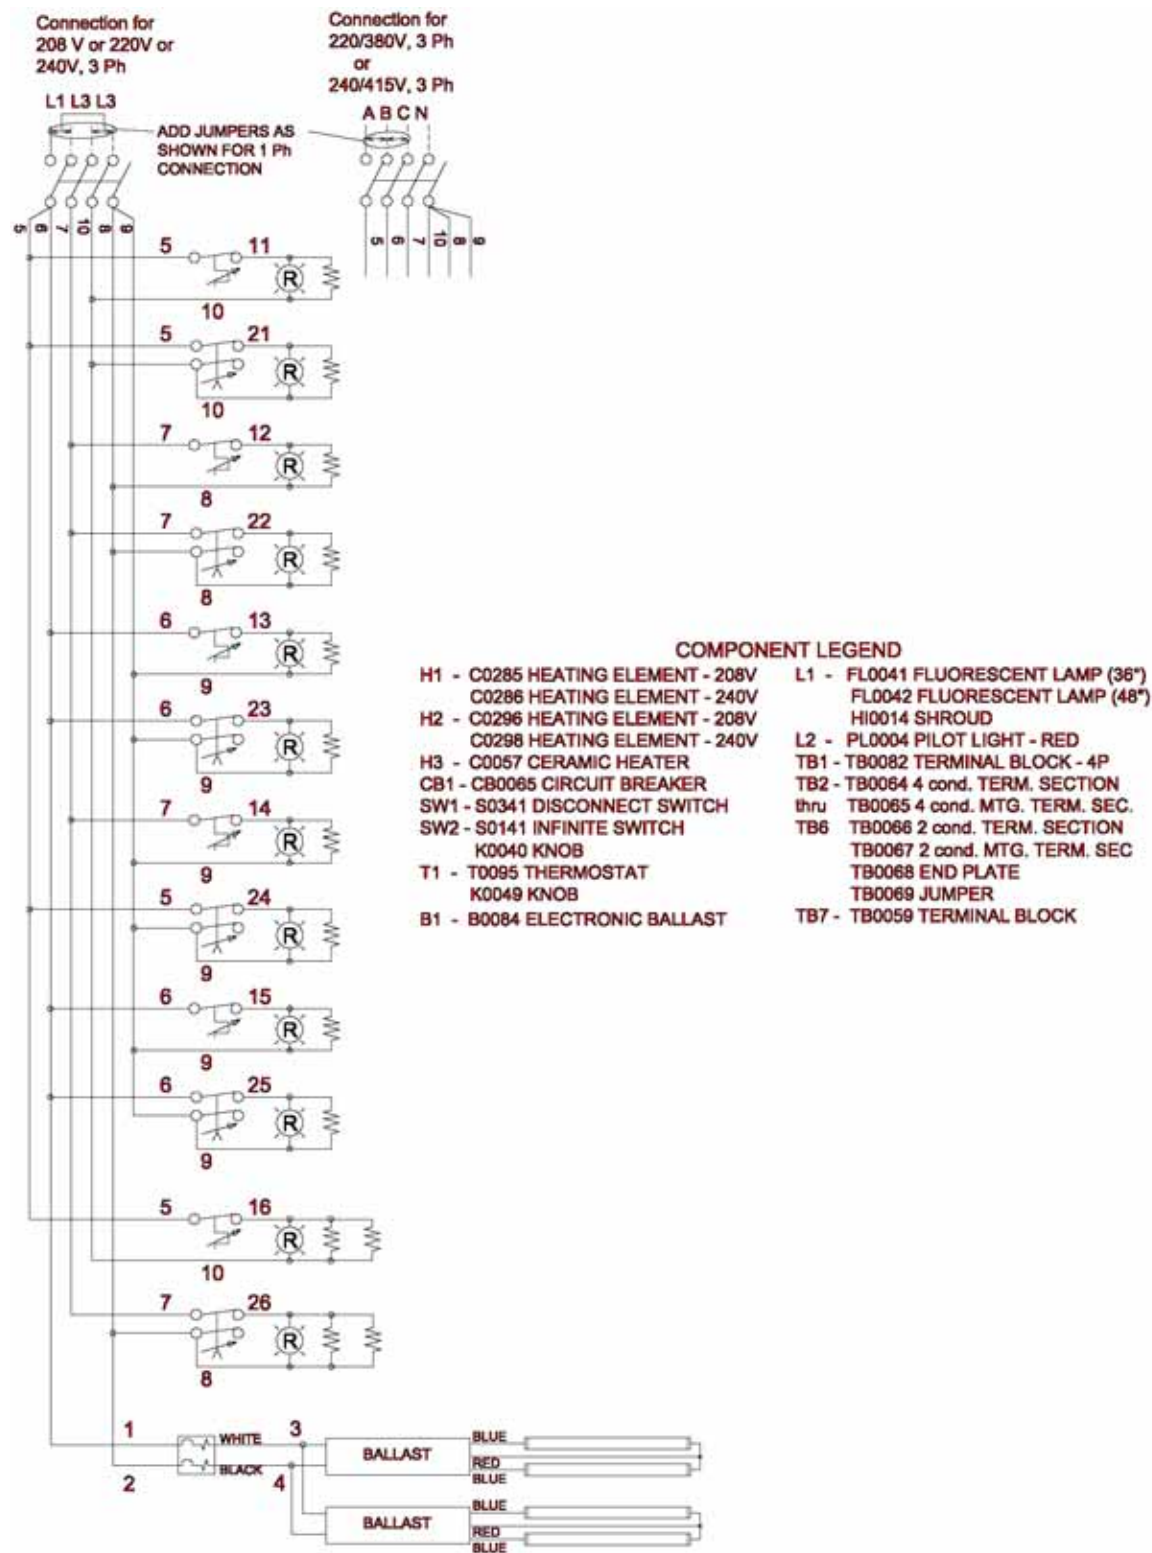 Connection for
208 V or 220V or
240V, 3 Ph
Connection for
220/380V, 3 Ph
or
240/415V, 3 Ph
L1 L3 L3
A B C N
ADD JUMPERS AS
SHOWN FOR 1 Ph
CONNECTION
5 6 7 10 8 9
5 6 7 10 8 9
5 11
R
10
5 21
R
10
7 12
R
8
7 22
R
8
6 13
R
9
6 23
R
9
7 14
R
9
5 24
R
9
6 15
R
9
6 25
R
9
5 16
R
10
7 26
R
8
COMPONENT LEGEND
H1 - C0285 HEATING ELEMENT - 208V
C0286 HEATING ELEMENT - 240V
H2 - C0296 HEATING ELEMENT - 208V
C0298 HEATING ELEMENT - 240V
H3 - C0057 CERAMIC HEATER
CB1 - CB0065 CIRCUIT BREAKER
SW1 - S0341 DISCONNECT SWITCH
SW2 - S0141 INFINITE SWITCH
K0040 KNOB
T1 - T0095 THERMOSTAT
K0049 KNOB
B1 - B0084 ELECTRONIC BALLAST
L1 - FL0041 FLUORESCENT LAMP (36")
FL0042 FLUORESCENT LAMP (48")
HI0014 SHROUD
L2 - PL0004 PILOT LIGHT - RED
TB1 - TB0082 TERMINAL BLOCK - 4P
TB2 - TB0064 4 cond. TERM. SECTION
thru TB0065 4 cond. MTG. TERM. SEC.
TB6 TB0066 2 cond. TERM. SECTION
TB0067 2 cond. MTG. TERM. SEC
TB0068 END PLATE
TB0069 JUMPER
TB7 - TB0059 TERMINAL BLOCK
1 WHITE 3
2 BLACK 4
BALLAST
BLUE
RED
BLUE
BALLAST
BLUE
RED
BLUE